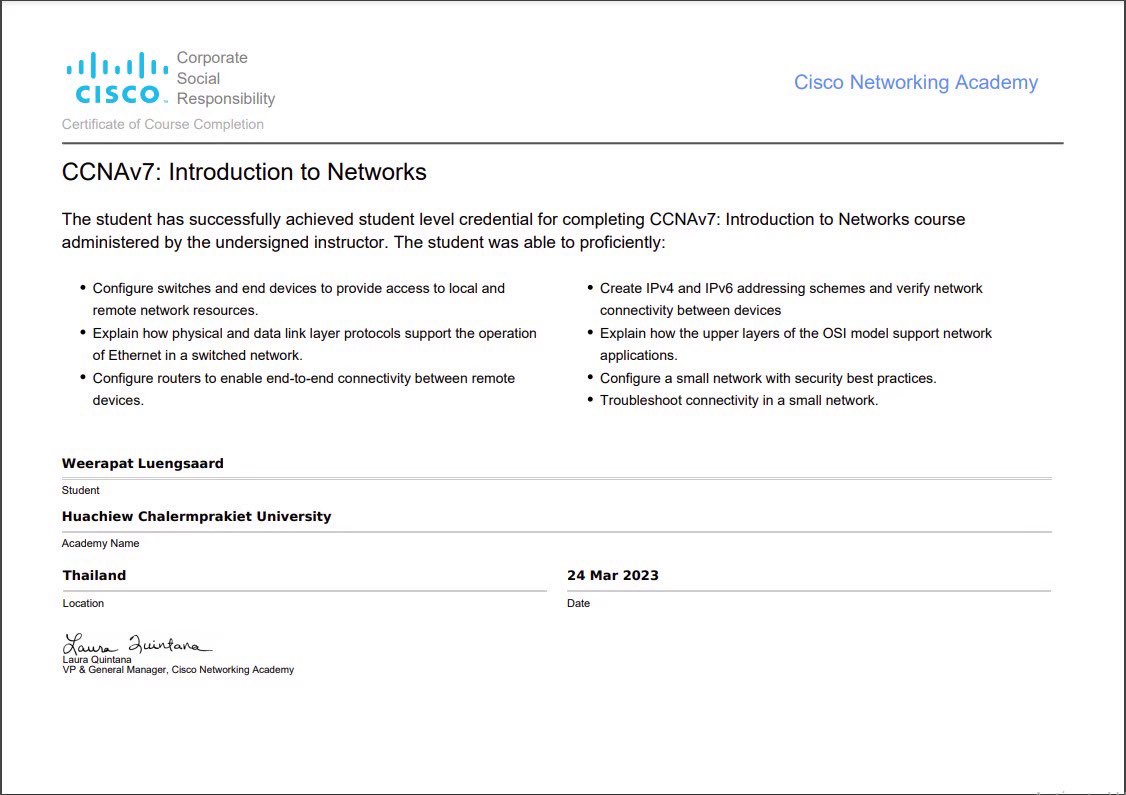 Corporate
Social
CISCO™ Responsibility
Certificate of Course Completion
Cisco Networking Academy
CCNAv7: Introduction to Networks
The student has successfully achieved student level credential for completing CCNAv7: Introduction to Networks course
administered by the undersigned instructor. The student was able to proficiently:
• Configure switches and end devices to provide access to local and
remote network resources.
• Explain how physical and data link layer protocols support the operation
of Ethernet in a switched network.
• Configure routers to enable end-to-end connectivity between remote
devices.
• Create IPv4 and IPv6 addressing schemes and verify network
connectivity between devices
• Explain how the upper layers of the OSI model support network
applications.
• Configure a small network with security best practices.
• Troubleshoot connectivity in a small network.
Weerapat Luengsaard
Student
Huachiew Chalermprakiet University
Academy Name
Thailand
Location
24 Mar 2023
Date
Laura Quintana
Laura Quintana
VP & General Manager, Cisco Networking Academy